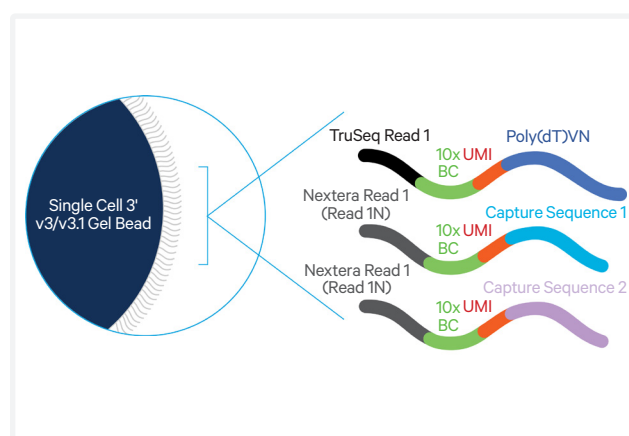 Single Cell 3'
v3/v3.1 Gel Bead
TruSeq Read 1
10x UMI
BC
Poly(dT)VN
Nextera Read 1
(Read 1N)
10x UMI
BC
Capture Sequence 1
Nextera Read 1
(Read 1N)
10x UMI
BC
Capture Sequence 2